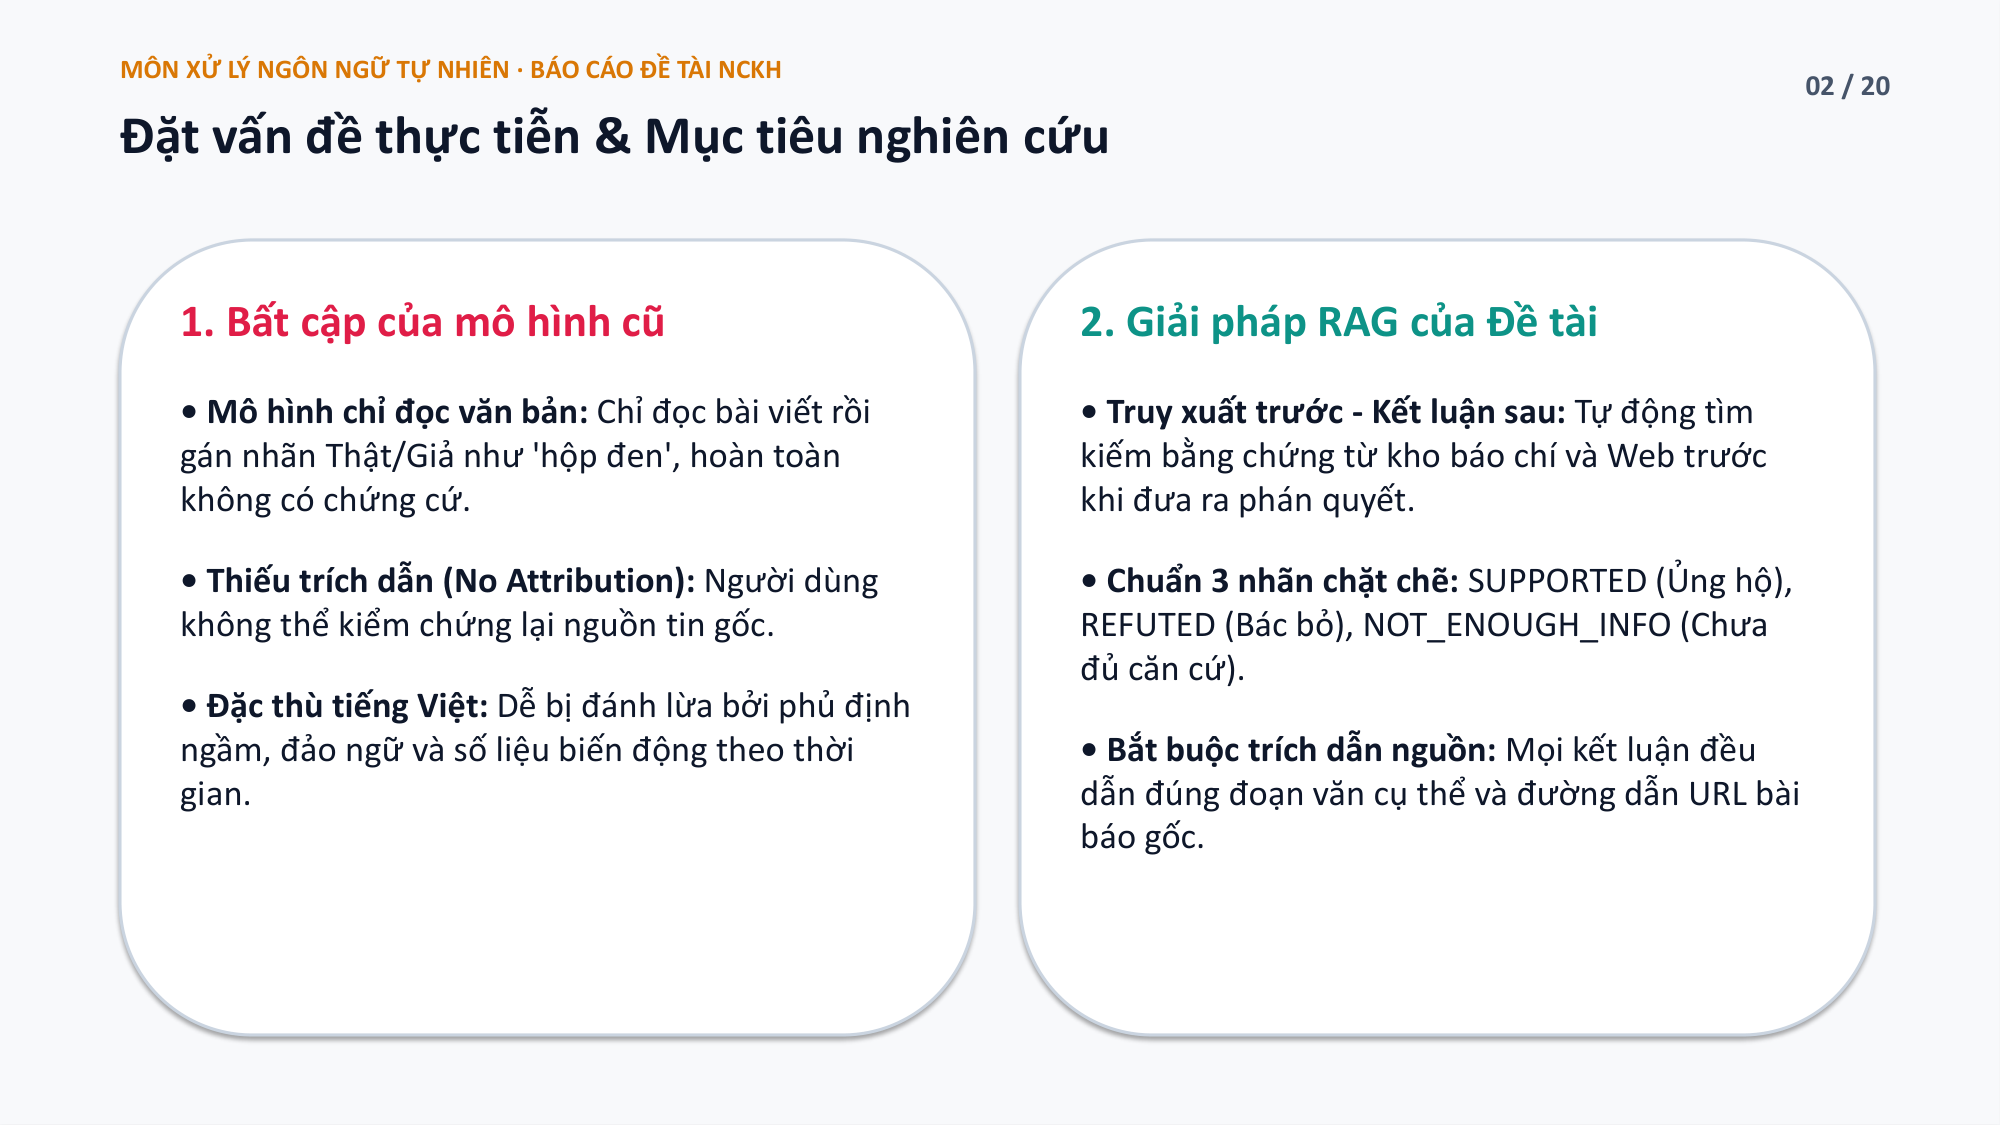 MÔN XỬ LÝ NGÔN NGỮ TỰ NHIÊN · BÁO CÁO ĐỀ TÀI NCKH
02 / 20
Đặt vấn đề thực tiễn & Mục tiêu nghiên cứu
1. Bất cập của mô hình cũ
• Mô hình chỉ đọc văn bản: Chỉ đọc bài viết rồi
gán nhãn Thật/Giả như 'hộp đen', hoàn toàn
không có chứng cứ.
• Thiếu trích dẫn (No Attribution): Người dùng
không thể kiểm chứng lại nguồn tin gốc.
• Đặc thù tiếng Việt: Dễ bị đánh lừa bởi phủ định
ngầm, đảo ngữ và số liệu biến động theo thời
gian.
2. Giải pháp RAG của Đề tài
• Truy xuất trước - Kết luận sau: Tự động tìm
kiếm bằng chứng từ kho báo chí và Web trước
khi đưa ra phán quyết.
• Chuẩn 3 nhãn chặt chẽ: SUPPORTED (Ủng hộ),
REFUTED (Bác bỏ), NOT_ENOUGH_INFO (Chưa
đủ căn cứ).
• Bắt buộc trích dẫn nguồn: Mọi kết luận đều
dẫn đúng đoạn văn cụ thể và đường dẫn URL bài
báo gốc.